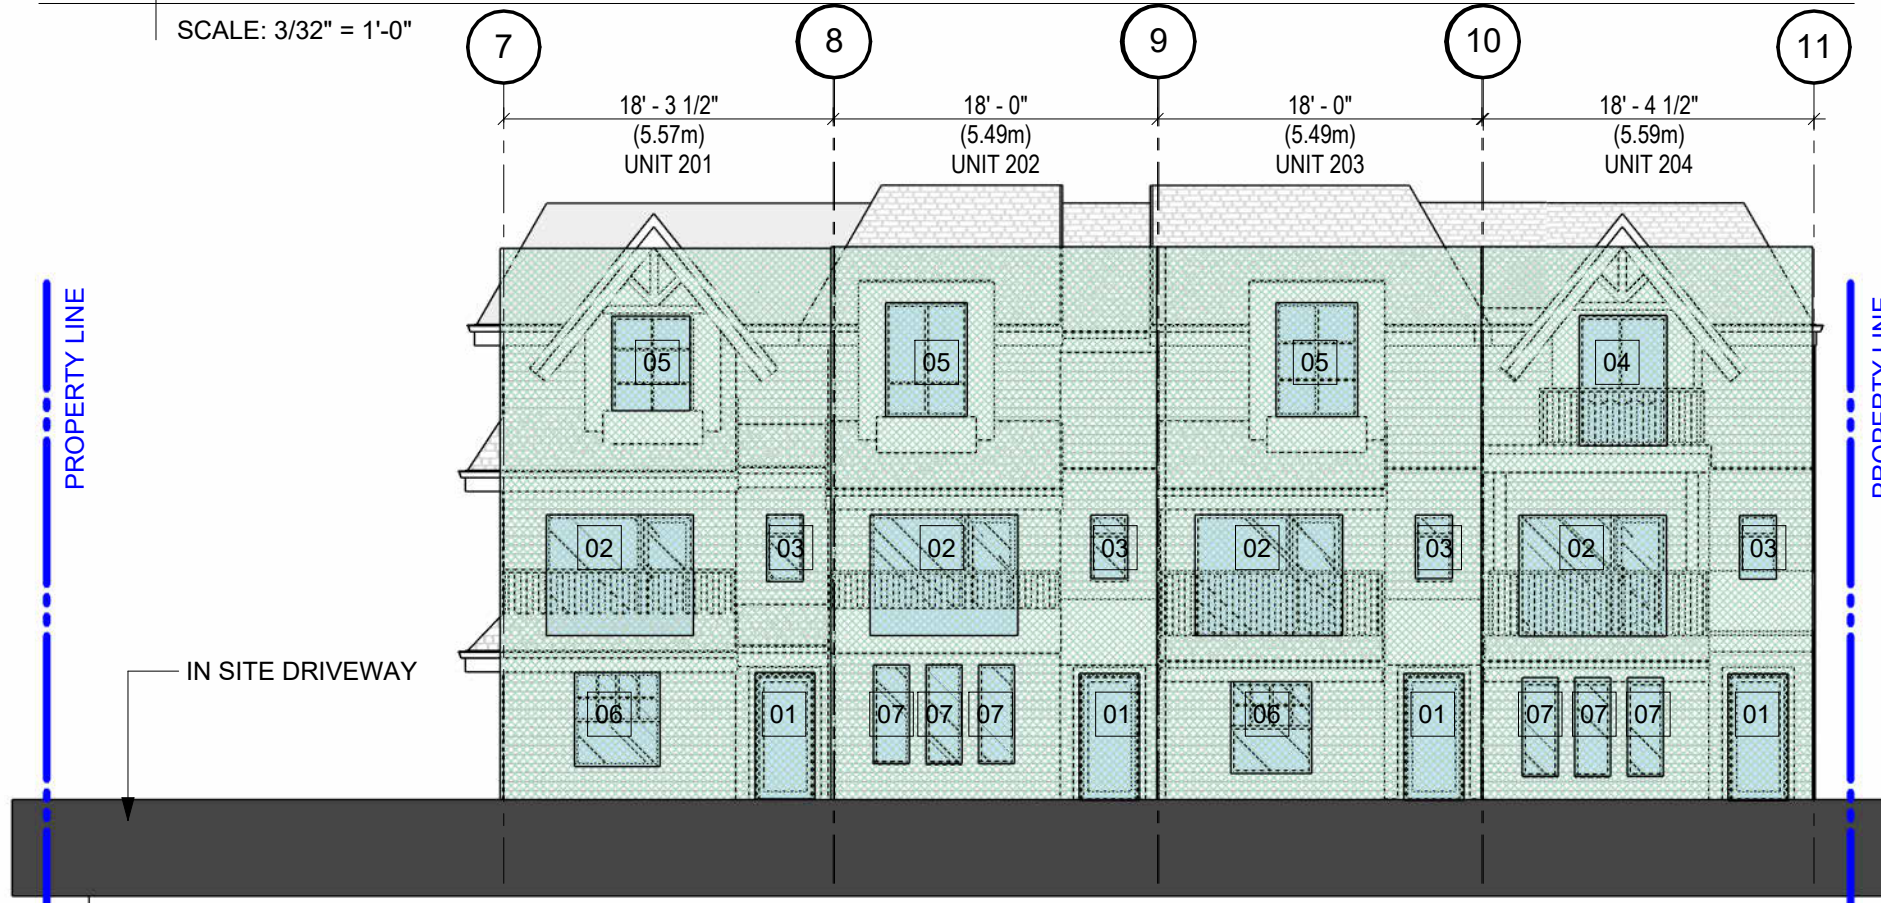 SCALE: 3/32" = 1'-0"
7
8
9
10
11
18' - 3 1/2"
18' - 0"
18' - 0"
18' - 4 1/2"
(5.57m)
(5.49m)
(5.49m)
(5.59m)
UNIT 201
UNIT 202
UNIT 203
UNIT 204
PROPERTY LINE
PROPERTY LINE
05
05
05
04
02
03
02
03
02
03
02
03
IN SITE DRIVEWAY
06
01
07
07
07
01
06
01
07
07
07
01